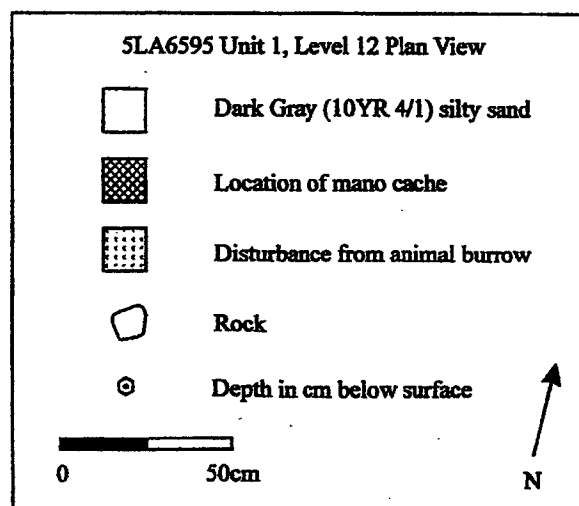 5LA6595 Unit 1, Level 12 Plan View
Dark Gray (10YR 4/1) silty sand
Location of mano cache
Disturbance from animal burrow
Rock
Depth in cm below surface
0 50cm
N